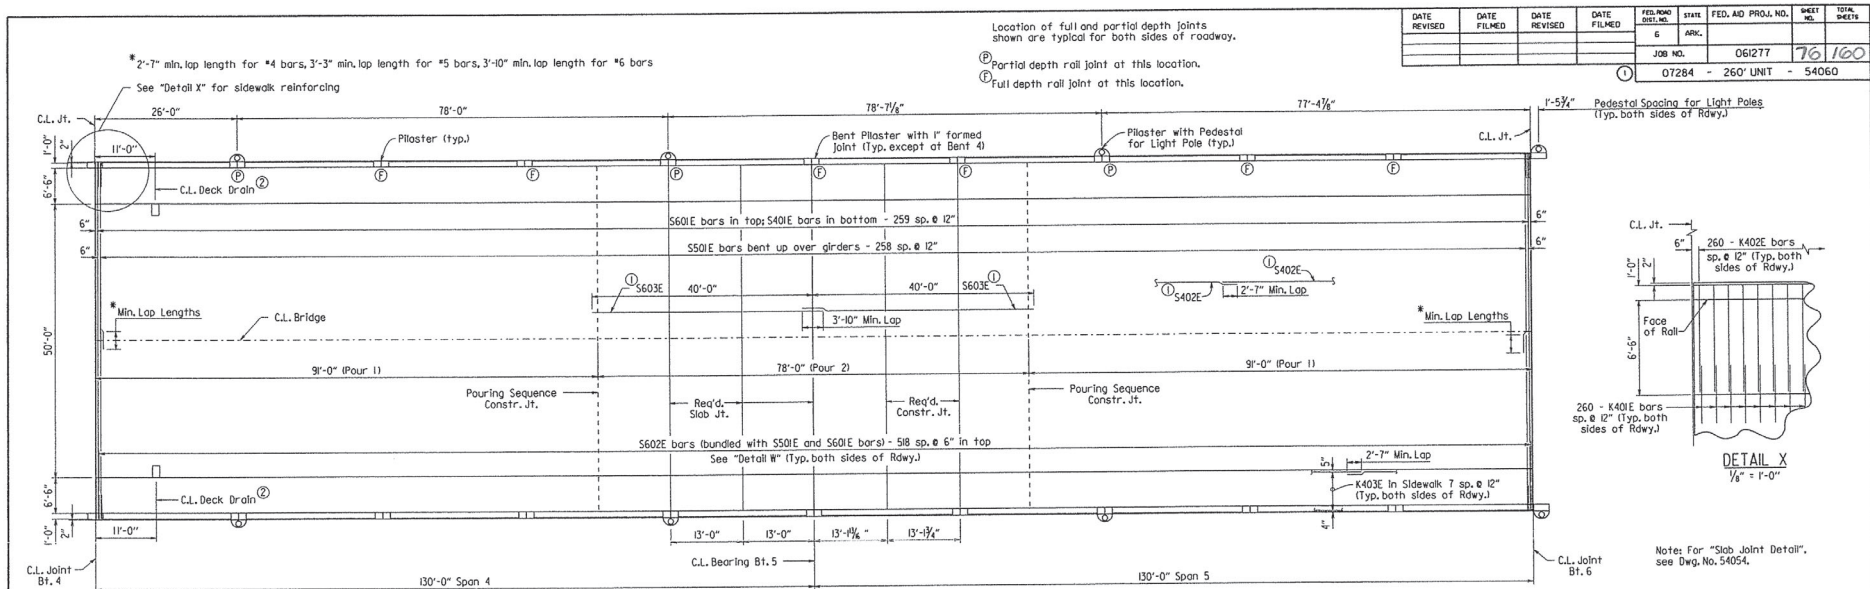 Location of full and partial depth joints
shown are typical for both sides of roadway.
Ⓟ Partial depth rail joint at this location.
Ⓕ Full depth rail joint at this location.
DATE REVISED
DATE FILMED
DATE REVISED
DATE FILMED
FED. ROAD DIST. NO.
STATE
FED. AID PROJ. NO.
SHEET NO.
TOTAL SHEETS
6
ARK.
JOB NO.
061277
76
160
① 07284 - 260' UNIT - 54060
* 2'-7" min. lap length for #4 bars, 3'-3" min. lap length for #5 bars, 3'-10" min. lap length for #6 bars
See "Detail X" for sidewalk reinforcing
C.L. Jt.
26'-0"
78'-0"
78'-7⅛"
77'-4⅞"
1'-5¾"
Pedestal Spacing for Light Poles
(Typ. both sides of Rdwy.)
1'-0"
2"
11'-0"
Pilaster (typ.)
Bent Pilaster with 1" formed
joint (Typ. except at Bent 4)
Pilaster with Pedestal
for Light Pole (typ.)
C.L. Jt.
Ⓟ
Ⓕ
Ⓕ
Ⓟ
Ⓕ
Ⓕ
Ⓟ
Ⓕ
Ⓕ
6'-6"
C.L. Deck Drain ②
6"
S601E bars in top; S401E bars in bottom - 259 sp. @ 12"
6"
6"
S501E bars bent up over girders - 258 sp. @ 12"
6"
① S603E
40'-0"
40'-0"
S603E ①
① S402E
① S402E
2'-7" Min. Lap
*
Min. Lap Lengths
C.L. Bridge
3'-10" Min. Lap
*
Min. Lap Lengths
50'-0"
91'-0" (Pour 1)
78'-0" (Pour 2)
91'-0" (Pour 1)
Pouring Sequence
Constr. Jt.
Req'd.
Slab Jt.
Req'd.
Constr. Jt.
Pouring Sequence
Constr. Jt.
S602E bars (bundled with S501E and S601E bars) - 518 sp. @ 6" in top
See "Detail W" (Typ. both sides of Rdwy.)
5"
2'-7" Min. Lap
K403E in Sidewalk 7 sp. @ 12"
(Typ. both sides of Rdwy.)
4"
6'-6"
C.L. Deck Drain ②
1'-0"
2"
11'-0"
13'-0"
13'-0"
13'-1¾"
C.L. Joint
Bt. 4
C.L. Bearing Bt. 5
C.L. Joint
Bt. 6
130'-0" Span 4
130'-0" Span 5
C.L. Jt.
6"
260 - K402E bars
sp. @ 12" (Typ. both
sides of Rdwy.)
1'-0"
2"
Face
of Rail
6'-6"
260 - K401E bars
sp. @ 12" (Typ. both
sides of Rdwy.)
DETAIL X
⅛" = 1'-0"
Note: For "Slab Joint Detail",
see Dwg. No. 54054.